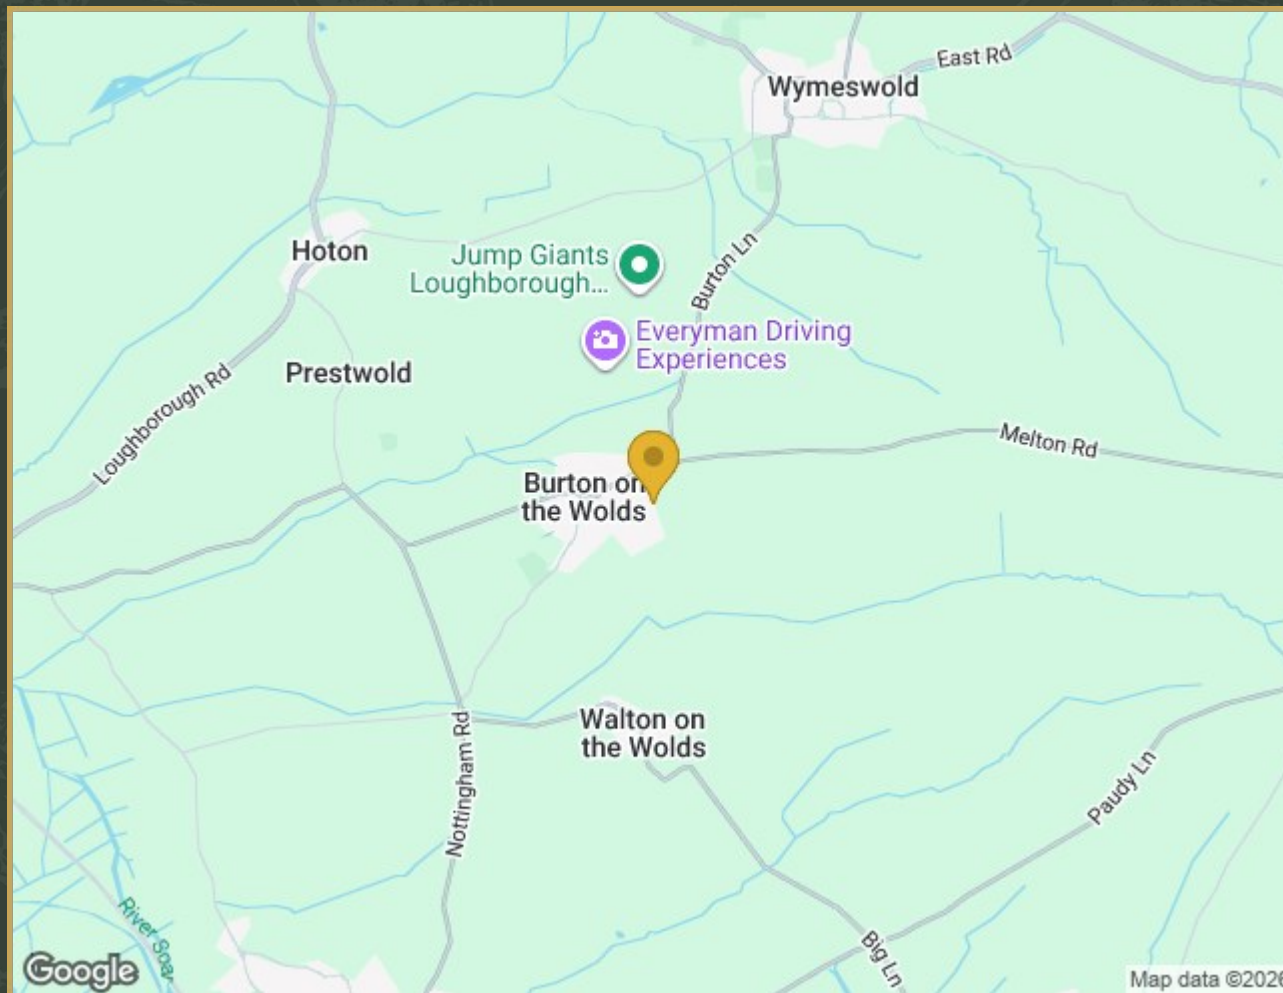 East Rd
Wymeswold
Hoton
Jump Giants
Loughborough...
Burton Ln
Everyman Driving
Experiences
Prestwold
Loughborough Rd
Melton Rd
Burton on
the Wolds
Walton on
the Wolds
Nottingham Rd
Paudy Ln
River Soar
Big Ln
Google
Map data ©2026